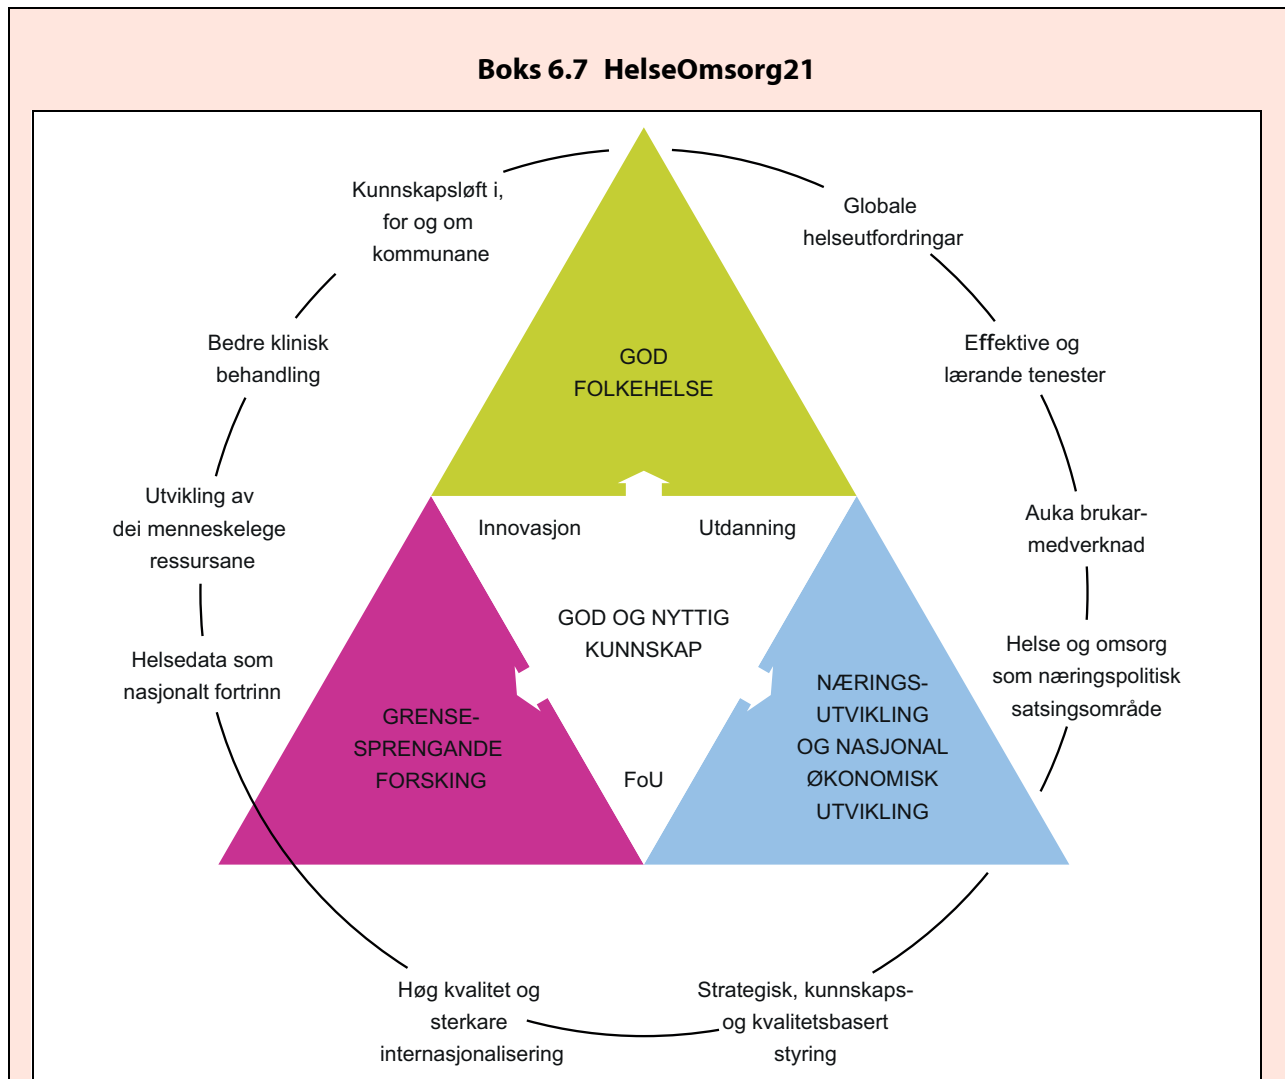 Boks 6.7 HelseOmsorg21
Kunnskapsløft i,
for og om
kommunane
Globale
helseutfordringar
Bedre klinisk
behandling
Effektive og
lærande tenester
Utvikling av
dei menneskelege
ressursane
Auka brukar-
medverknad
Helsedata som
nasjonalt fortrinn
Helse og omsorg
som næringspolitisk
satsingsområde
Høg kvalitet og
sterkare
internasjonalisering
Strategisk, kunnskaps-
og kvalitetsbasert
styring
GOD
FOLKEHELSE
Innovasjon
Utdanning
GOD OG NYTTIG
KUNNSKAP
FoU
GRENSE-
SPRENGANDE
FORSKING
NÆRINGS-
UTVIKLING
OG NASJONAL
ØKONOMISK
UTVIKLING